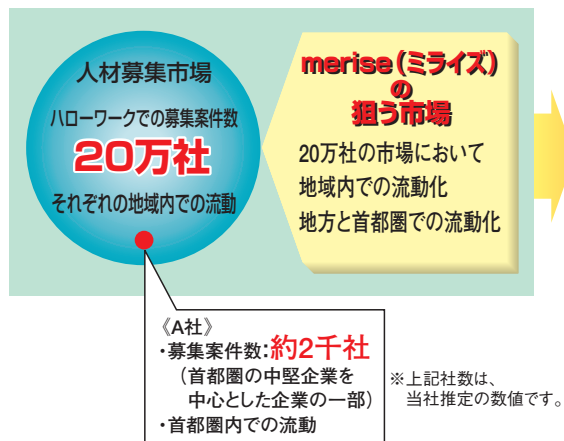 人材募集市場
ハローワークでの募集案件数
20万社
それぞれの地域内での流動
merise(ミライズ)
の
狙う市場
20万社の市場において
地域内での流動化
地方と首都圏での流動化
《A社》
・募集案件数:約2千社
(首都圏の中堅企業を
中心とした企業の一部)
・首都圏内での流動
※上記社数は、
当社推定の数値です。